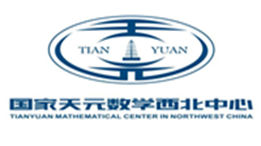 TIAN YUAN
国家天元数学西北中心
TIANYUAN MATHEMATICAL CENTER IN NORTHWEST CHINA